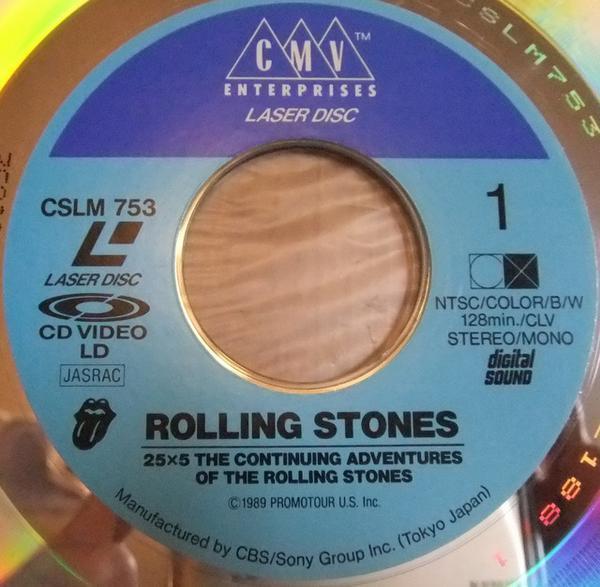 CMV™
ENTERPRISES
LASER DISC
CSLM753
CSLM 753
LASER DISC
CD VIDEO
LD
JASRAC
1
NTSC/COLOR/B/W
128min./CLV
STEREO/MONO
digital
SOUND
ROLLING STONES
25×5 THE CONTINUING ADVENTURES
OF THE ROLLING STONES
©1989 PROMOTOUR U.S. Inc.
Manufactured by CBS/Sony Group Inc. (Tokyo Japan)